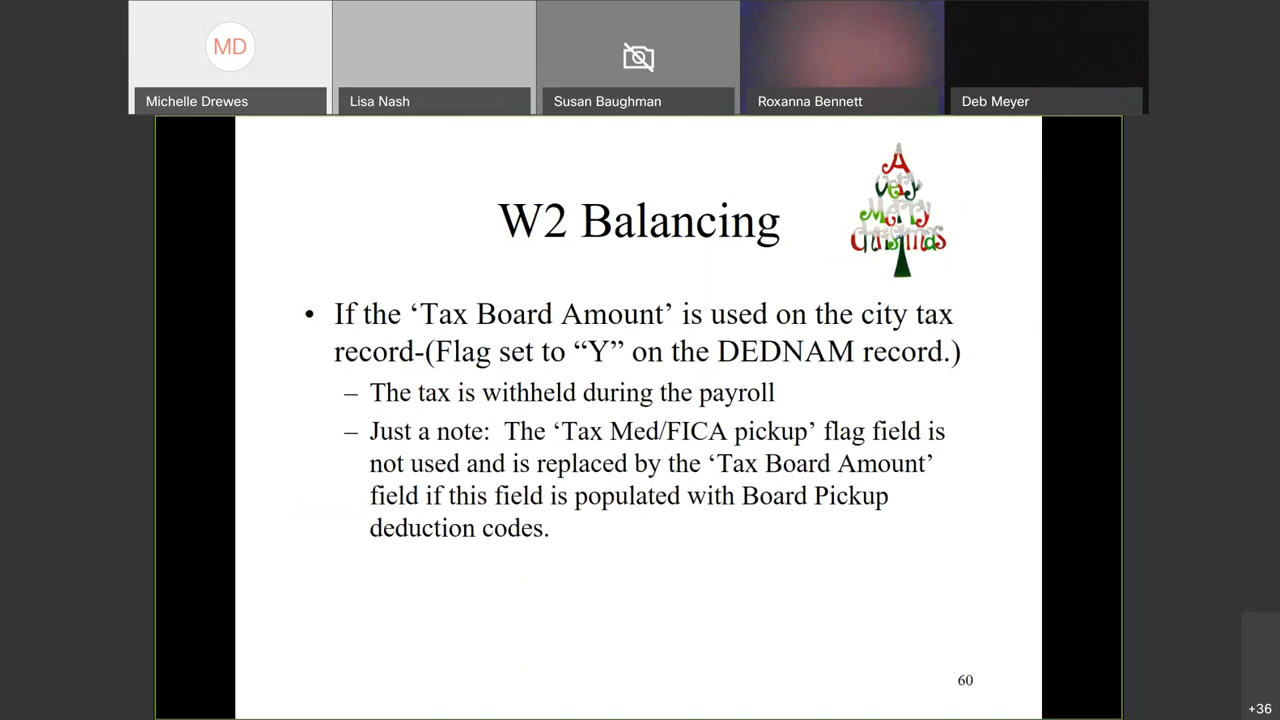 MD
Michelle Drewes
Lisa Nash
Susan Baughman
Roxanna Bennett
Deb Meyer
A
Very
Merry
Christmas
W2 Balancing
• If the ‘Tax Board Amount’ is used on the city tax
record-(Flag set to “Y” on the DEDNAM record.)
– The tax is withheld during the payroll
– Just a note:  The ‘Tax Med/FICA pickup’ flag field is
not used and is replaced by the ‘Tax Board Amount’
field if this field is populated with Board Pickup
deduction codes.
60
+36